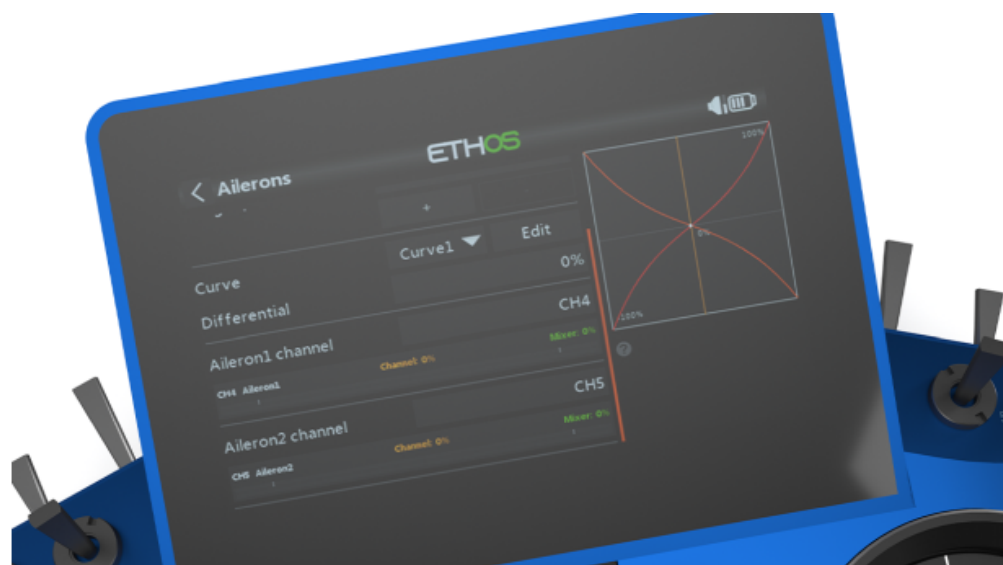 ETHOS
< Ailerons
+
Curve
Curve1
Edit
Differential
0%
Aileron1 channel
CH4
CH4 Aileron1
Channel: 0%
Mixer: 0%
Aileron2 channel
CH5
CH5 Aileron2
Channel: 0%
Mixer: 0%
100%
0%
-100%
?